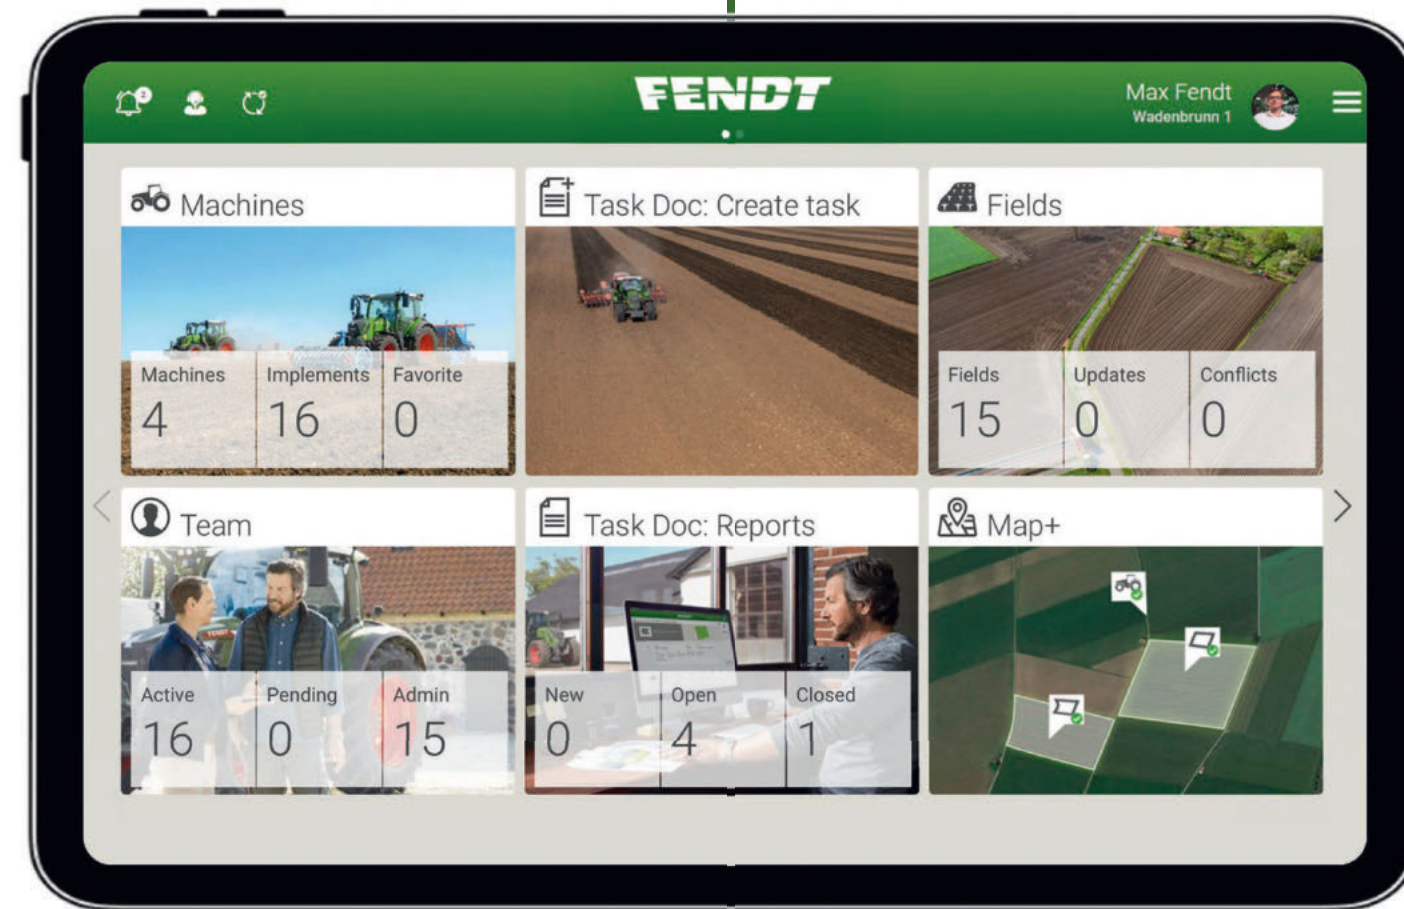 2
FENDT
Max Fendt
Wadenbrunn 1
Machines
Machines Implements Favorite
4 16 0
Task Doc: Create task
Fields
Fields Updates Conflicts
15 0 0
Team
FENDT
Active Pending Admin
16 0 15
Task Doc: Reports
New Open Closed
0 4 1
Map+